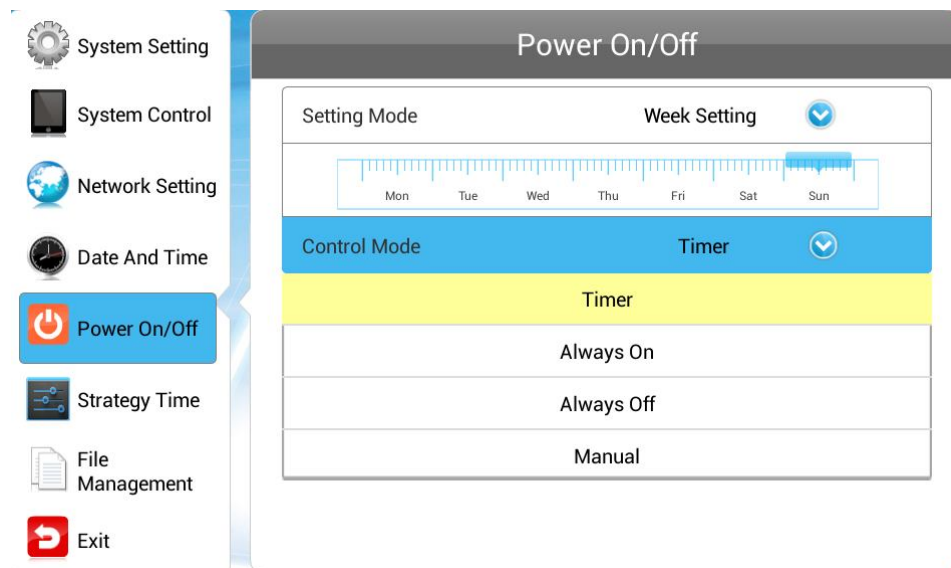 System Setting
System Control
Network Setting
Date And Time
Power On/Off
Strategy Time
File
Management
Exit
Power On/Off
Setting Mode Week Setting
Mon Tue Wed Thu Fri Sat Sun
Control Mode Timer
Timer
Always On
Always Off
Manual